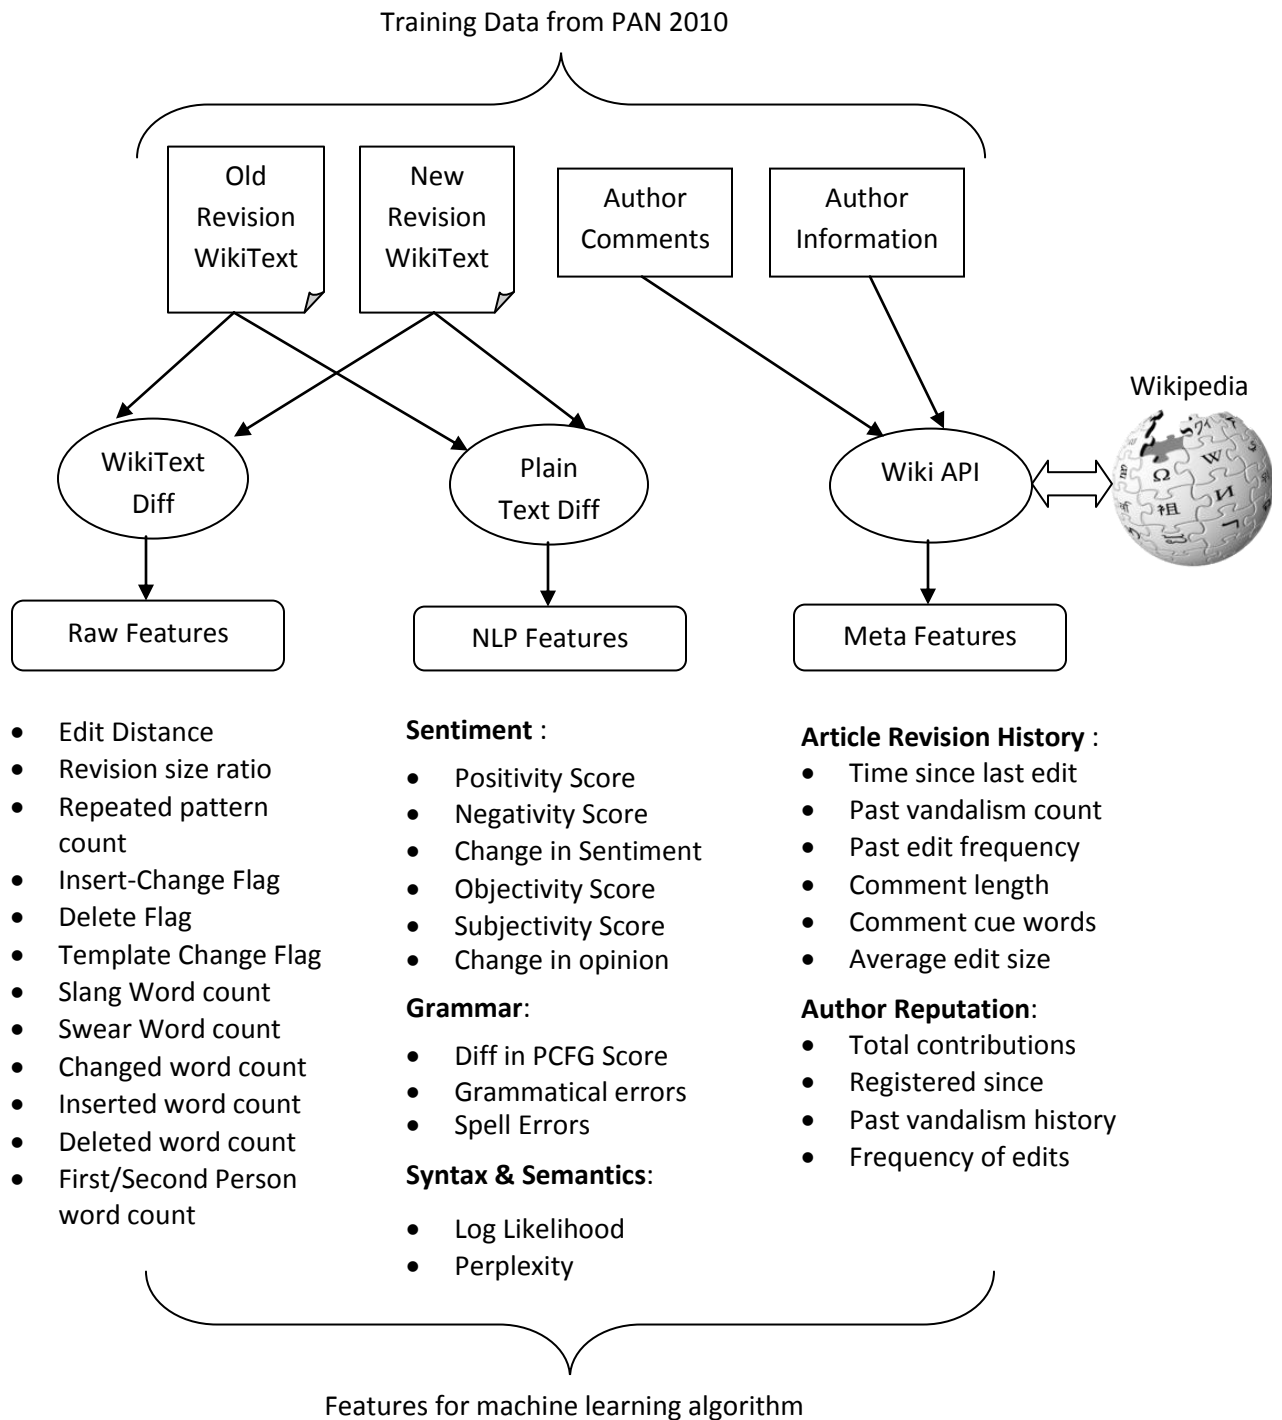 Training Data from PAN 2010
Old
Revision
WikiText
New
Revision
WikiText
Author
Comments
Author
Information
Wikipedia
WikiText
Diff
Plain
Text Diff
Wiki API
Ω
W
祖
И
Raw Features
NLP Features
Meta Features
• Edit Distance
• Revision size ratio
• Repeated pattern
count
• Insert-Change Flag
• Delete Flag
• Template Change Flag
• Slang Word count
• Swear Word count
• Changed word count
• Inserted word count
• Deleted word count
• First/Second Person
word count
Sentiment :
• Positivity Score
• Negativity Score
• Change in Sentiment
• Objectivity Score
• Subjectivity Score
• Change in opinion
Grammar:
• Diff in PCFG Score
• Grammatical errors
• Spell Errors
Syntax & Semantics:
• Log Likelihood
• Perplexity
Article Revision History :
• Time since last edit
• Past vandalism count
• Past edit frequency
• Comment length
• Comment cue words
• Average edit size
Author Reputation:
• Total contributions
• Registered since
• Past vandalism history
• Frequency of edits
Features for machine learning algorithm